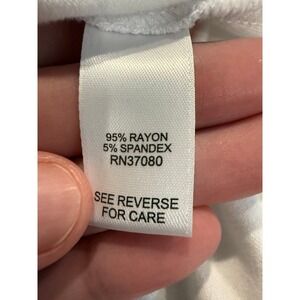 95% RAYON
5% SPANDEX
RN37080
SEE REVERSE
FOR CARE